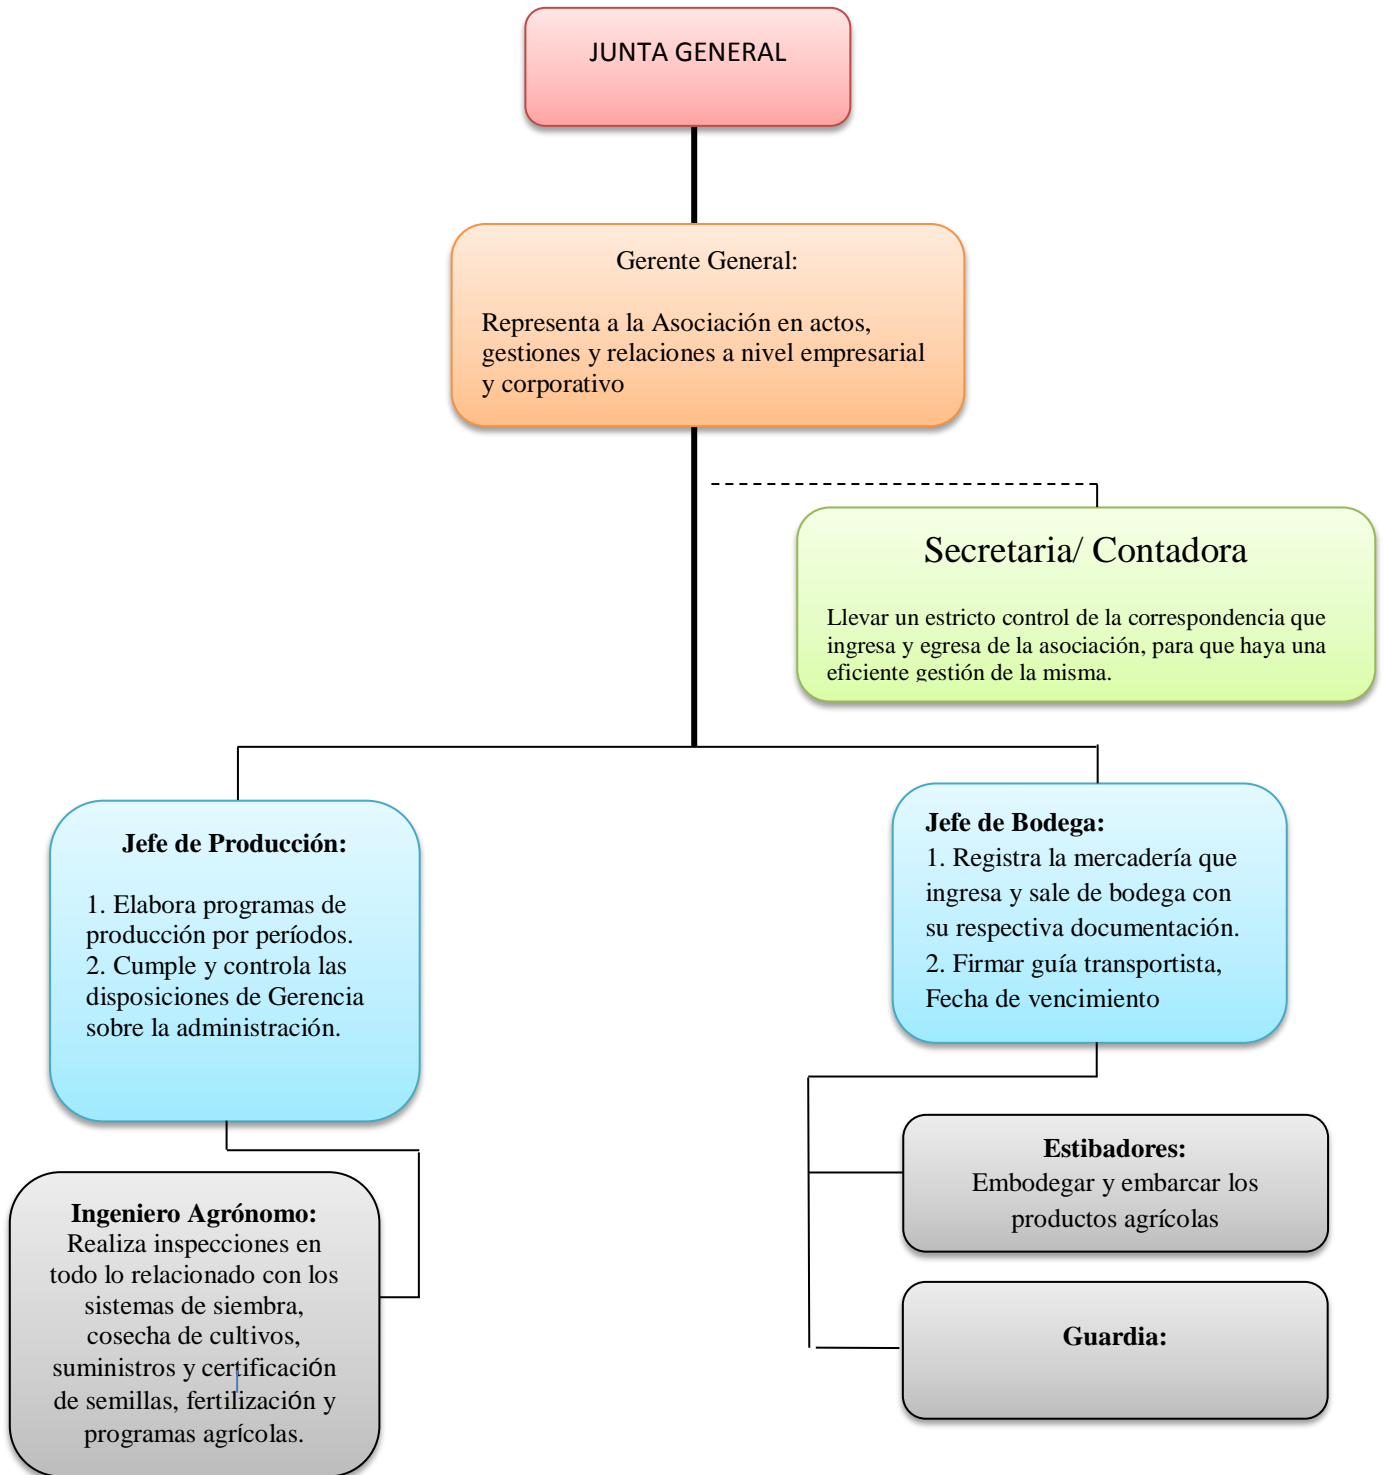 JUNTA GENERAL
Gerente General:
Representa a la Asociación en actos,
gestiones y relaciones a nivel empresarial
y corporativo
Secretaria/ Contadora
Llevar un estricto control de la correspondencia que
ingresa y egresa de la asociación, para que haya una
eficiente gestión de la misma.
Jefe de Producción:
1. Elabora programas de
producción por períodos.
2. Cumple y controla las
disposiciones de Gerencia
sobre la administración.
Jefe de Bodega:
1. Registra la mercadería que
ingresa y sale de bodega con
su respectiva documentación.
2. Firmar guía transportista,
Fecha de vencimiento
Ingeniero Agrónomo:
Realiza inspecciones en
todo lo relacionado con los
sistemas de siembra,
cosecha de cultivos,
suministros y certificación
de semillas, fertilización y
programas agrícolas.
Estibadores:
Embodegar y embarcar los
productos agrícolas
Guardia: